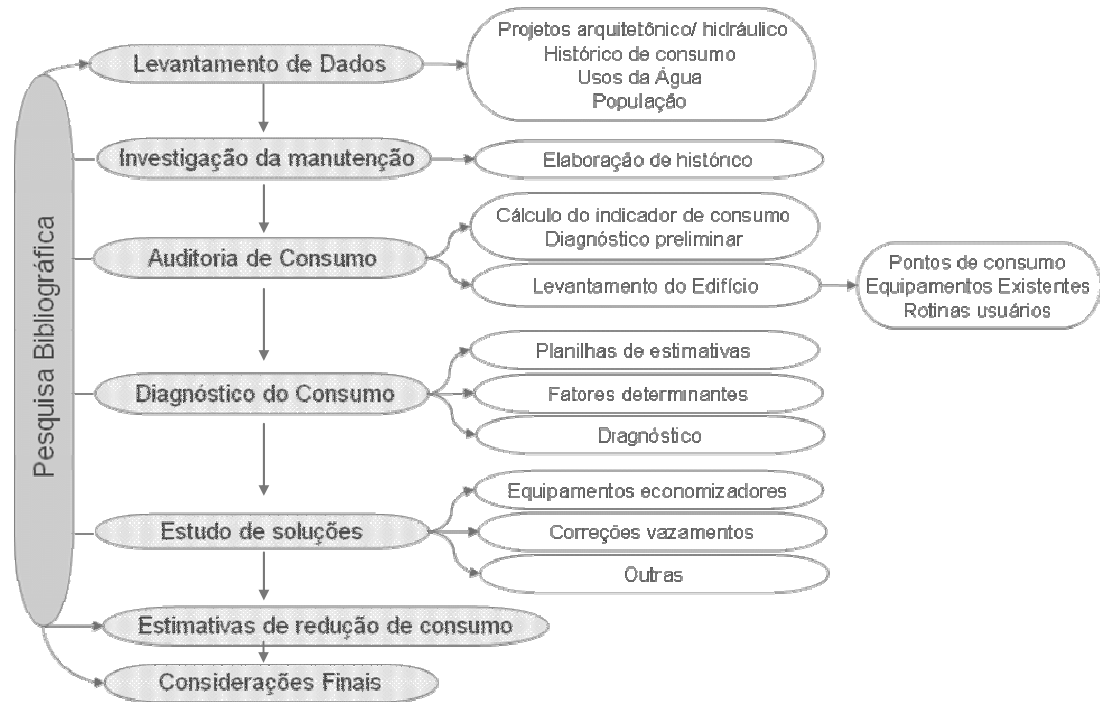 Pesquisa Bibliográfica
Levantamento de Dados
Projetos arquitetônico/ hidráulico
Histórico de consumo
Usos da Água
População
Investigação da manutenção
Elaboração de histórico
Auditoria de Consumo
Cálculo do indicador de consumo
Diagnóstico preliminar
Levantamento do Edifício
Pontos de consumo
Equipamentos Existentes
Rotinas usuários
Diagnóstico do Consumo
Planilhas de estimativas
Fatores determinantes
Dragnóstico
Estudo de soluções
Equipamentos economizadores
Correções vazamentos
Outras
Estimativas de redução de consumo
Considerações Finais